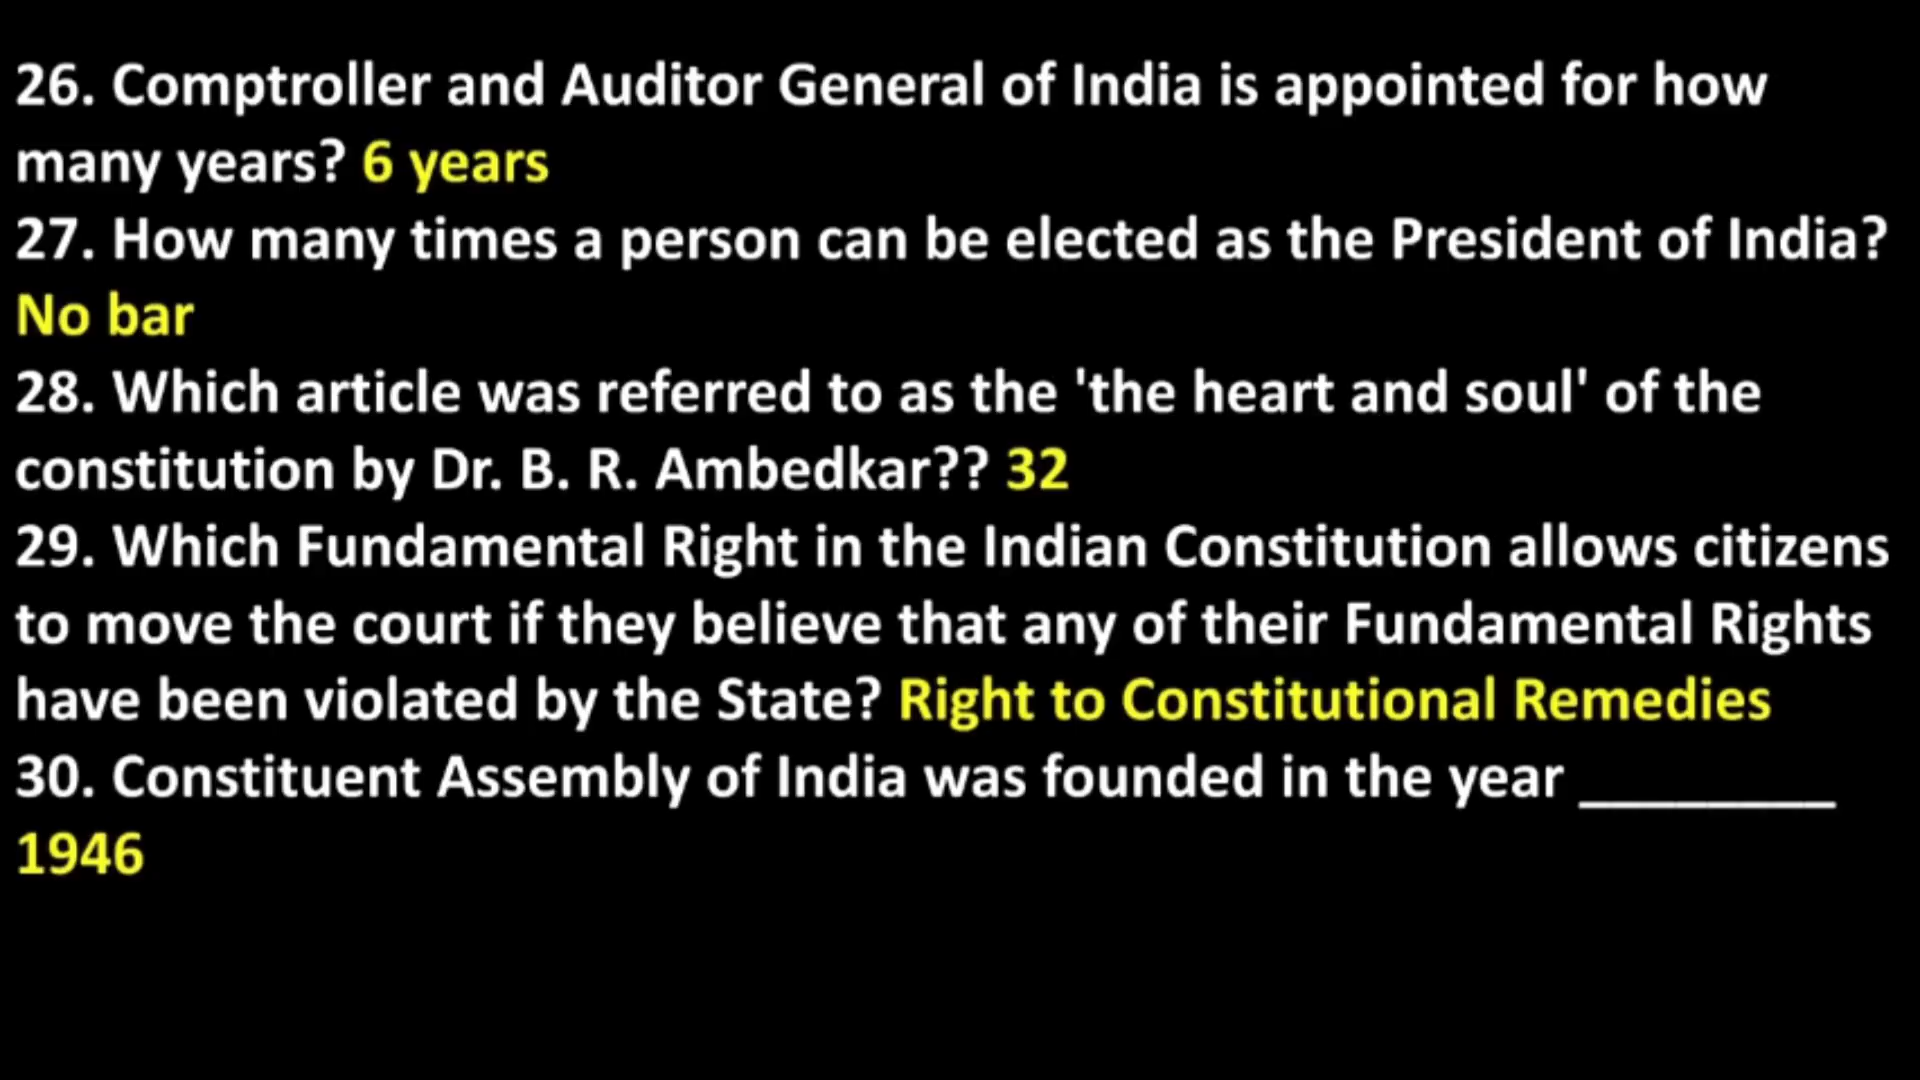 26. Comptroller and Auditor General of India is appointed for how
many years? 6 years
27. How many times a person can be elected as the President of India?
No bar
28. Which article was referred to as the 'the heart and soul' of the
constitution by Dr. B. R. Ambedkar?? 32
29. Which Fundamental Right in the Indian Constitution allows citizens
to move the court if they believe that any of their Fundamental Rights
have been violated by the State? Right to Constitutional Remedies
30. Constituent Assembly of India was founded in the year ________
1946